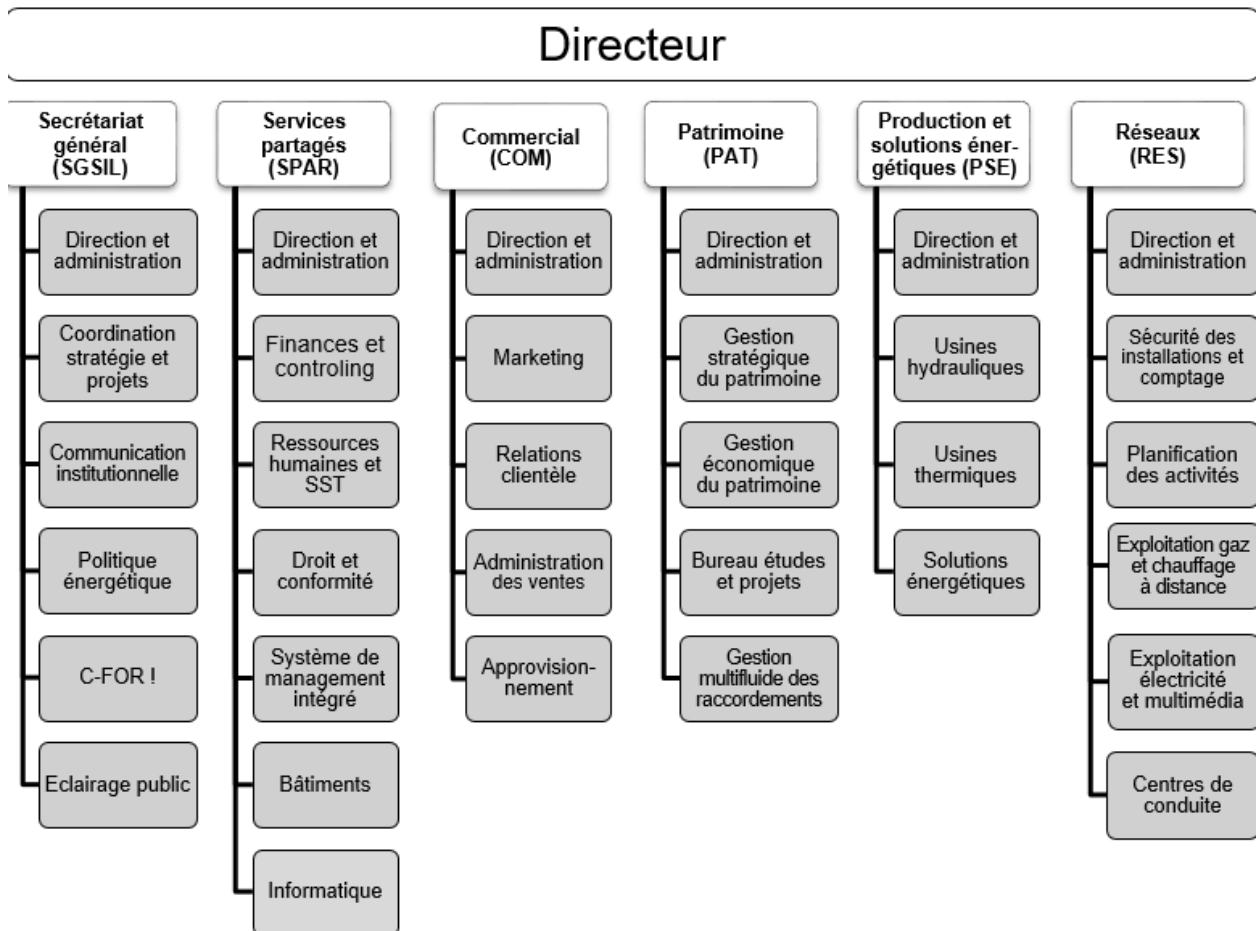 Directeur
Secrétariat
général
(SGSIL)
Services
partagés
(SPAR)
Commercial
(COM)
Patrimoine
(PAT)
Production et
solutions éner-
gétiques (PSE)
Réseaux
(RES)
Direction et
administration
Coordination
stratégie et
projets
Communication
institutionnelle
Politique
énergétique
C-FOR !
Eclairage public
Direction et
administration
Finances et
controling
Ressources
humaines et
SST
Droit et
conformité
Système de
management
intégré
Bâtiments
Informatique
Direction et
administration
Marketing
Relations
clientèle
Administration
des ventes
Approvision-
nement
Direction et
administration
Gestion
stratégique
du patrimoine
Gestion
économique
du patrimoine
Bureau études
et projets
Gestion
multifluide des
raccordements
Direction et
administration
Usines
hydrauliques
Usines
thermiques
Solutions
énergétiques
Direction et
administration
Sécurité des
installations et
comptage
Planification
des activités
Exploitation gaz
et chauffage
à distance
Exploitation
électricité
et multimédia
Centres de
conduite